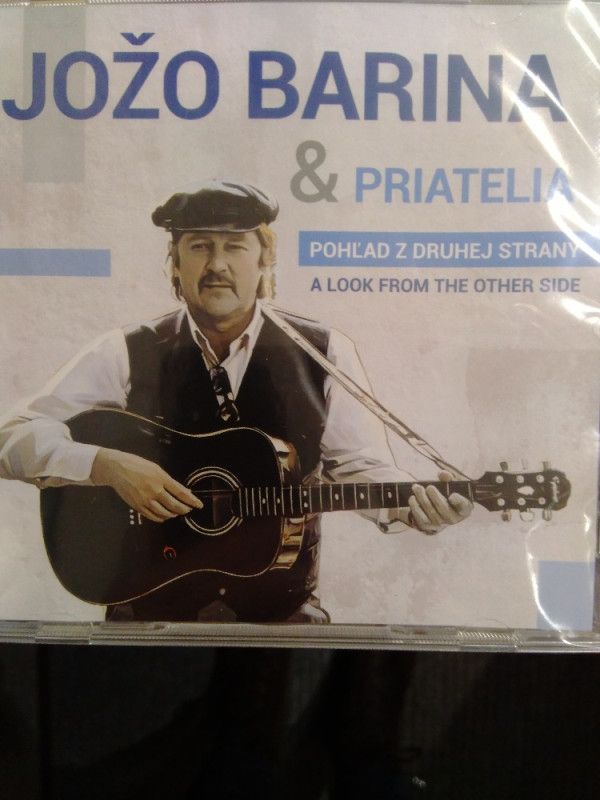 JOŽO BARINA
& PRIATELIA
POHĽAD Z DRUHEJ STRANY
A LOOK FROM THE OTHER SIDE